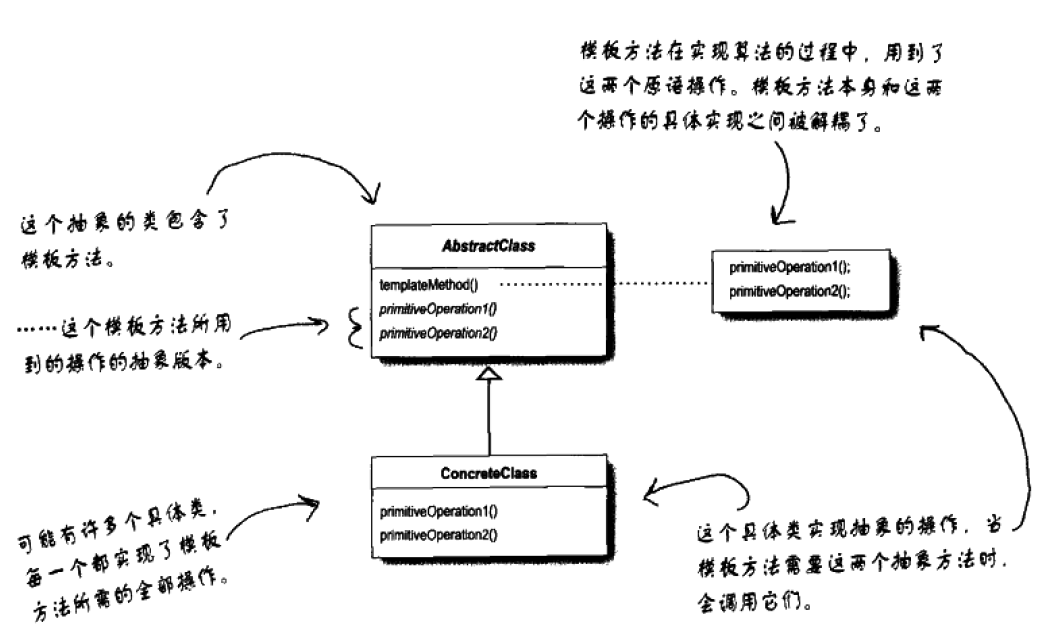 模板方法在实现算法的过程中，用到了
这两个原语操作。模板方法本身和这两
个操作的具体实现之间被解耦了。
这个抽象的类包含了
模板方法。
AbstractClass
templateMethod()
primitiveOperation1()
primitiveOperation2()
primitiveOperation1();
primitiveOperation2();
……这个模板方法所用
到的操作的抽象版本。
ConcreteClass
primitiveOperation1()
primitiveOperation2()
可能有许多个具体类，
每一个都实现了模板
方法所需的全部操作。
这个具体类实现抽象的操作，当
模板方法需要这两个抽象方法时，
会调用它们。